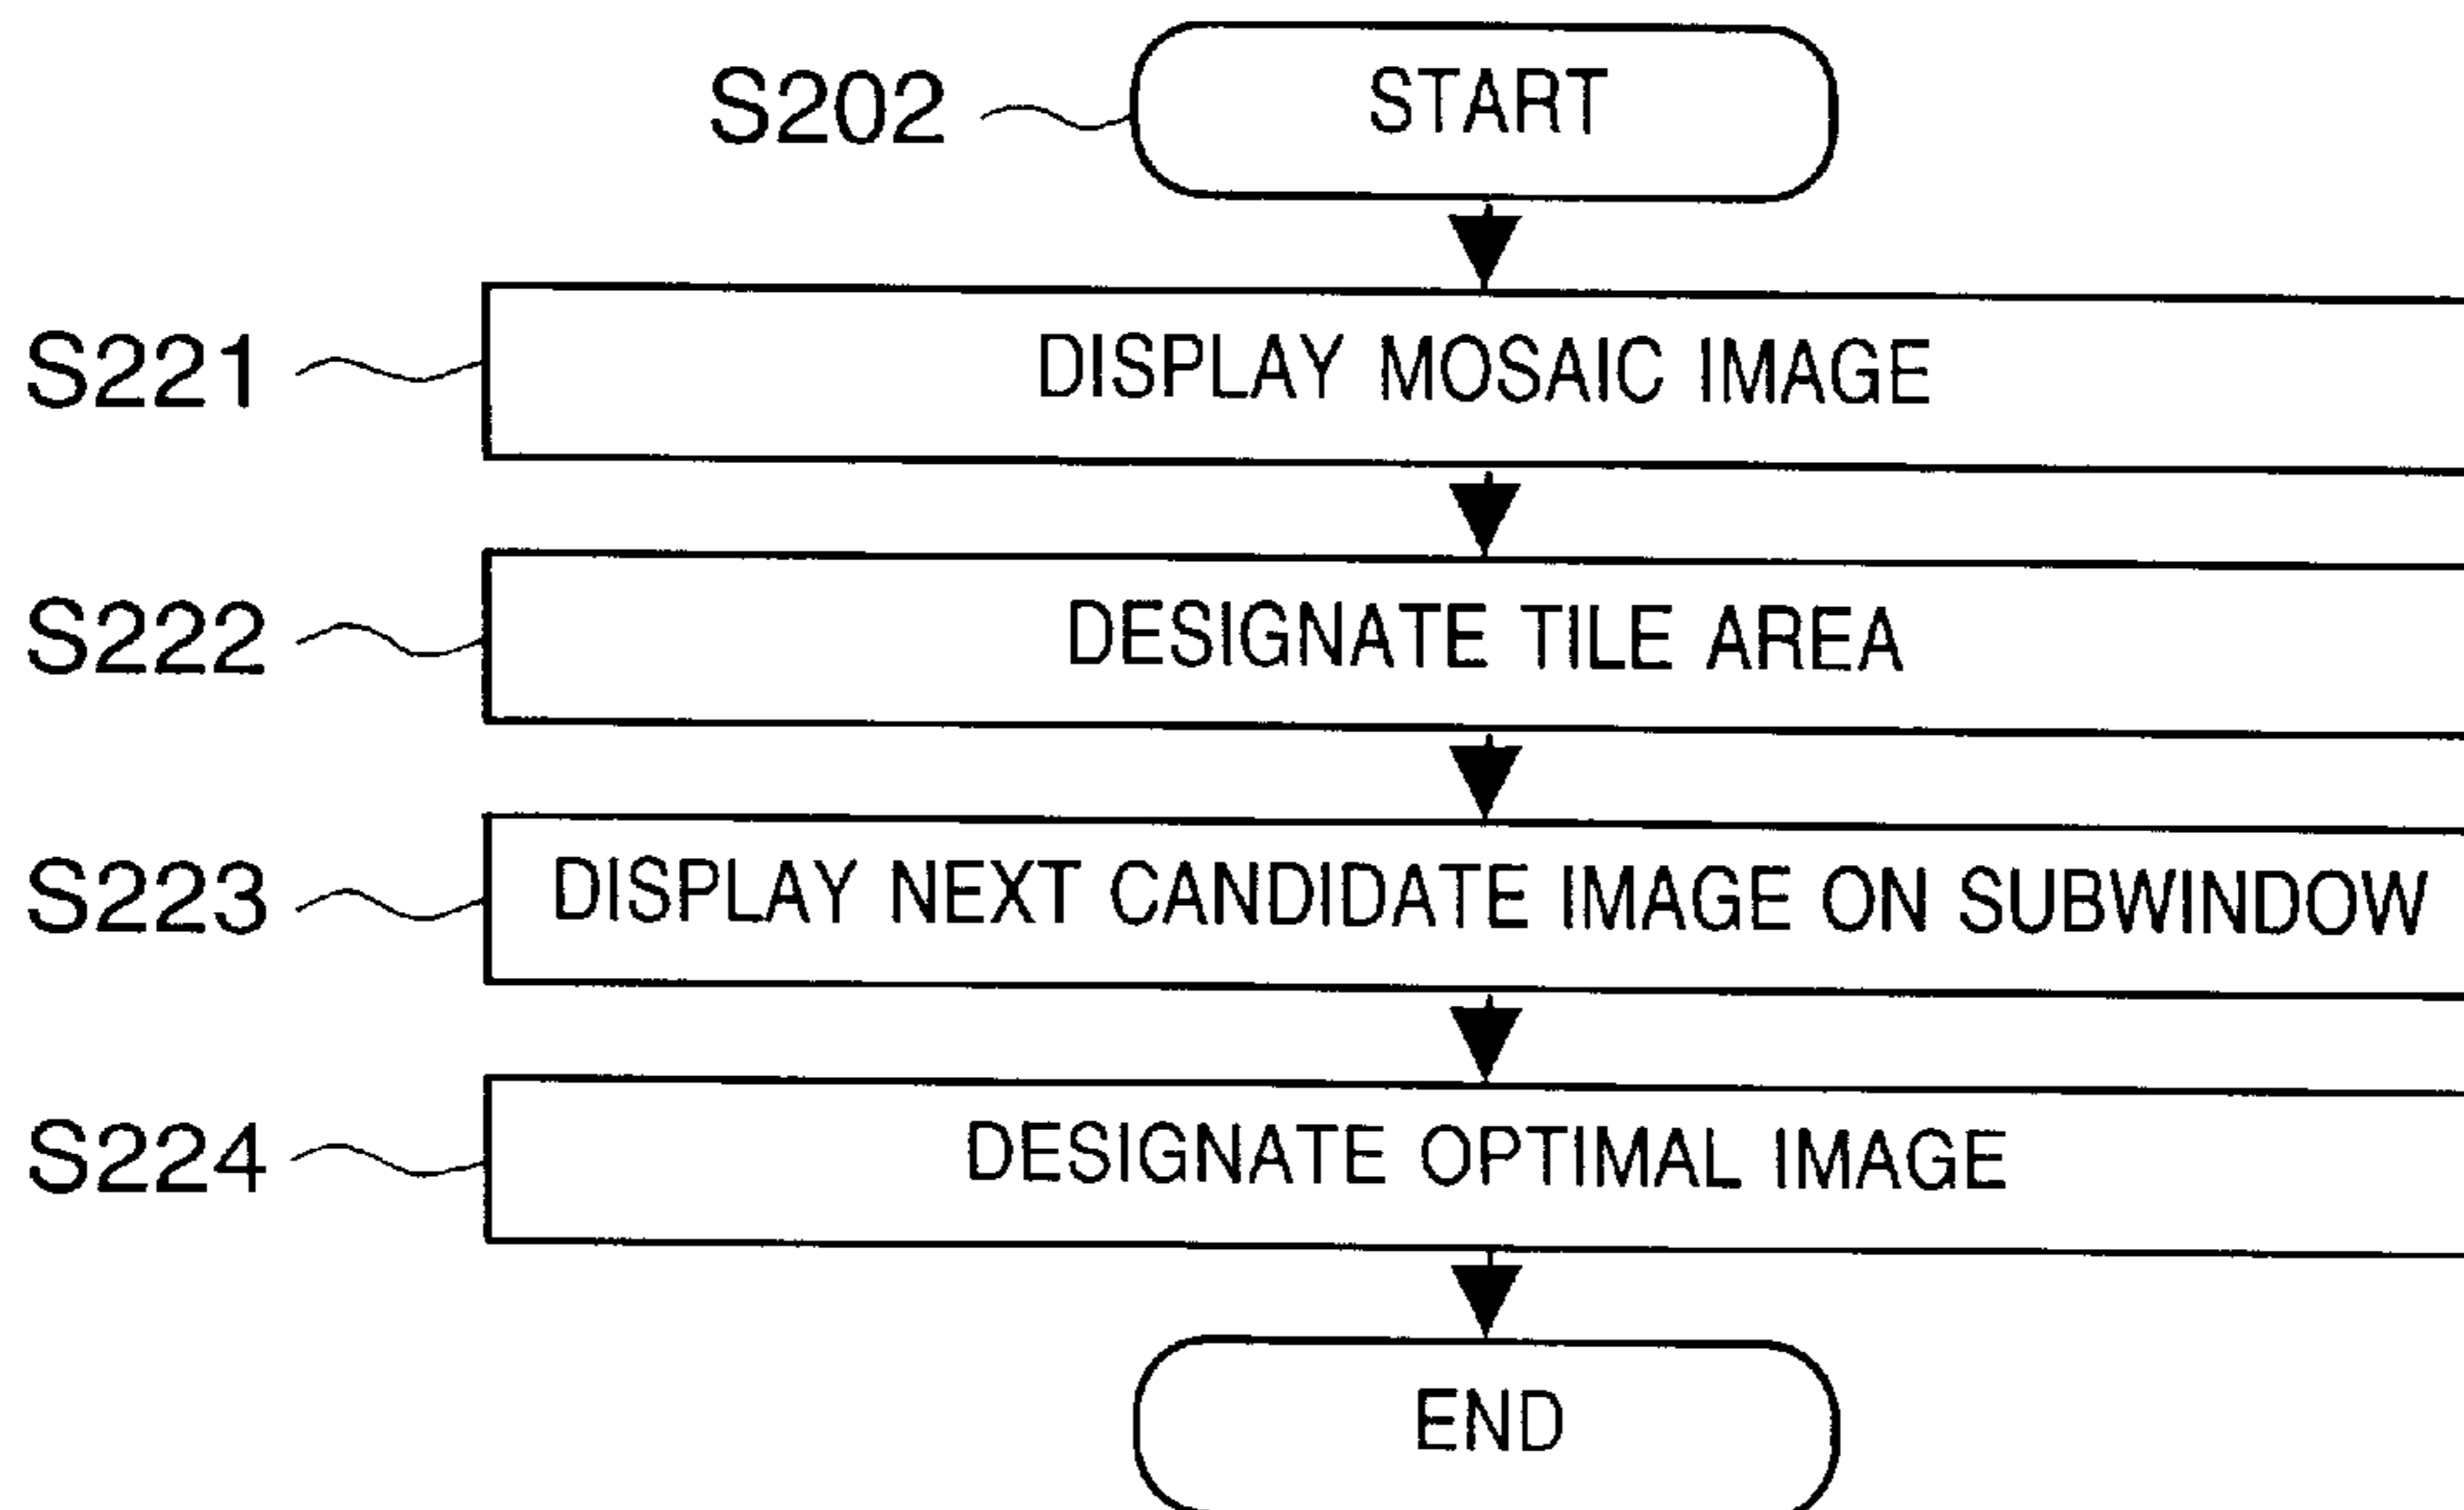 S202 START
S221 DISPLAY MOSAIC IMAGE
S222 DESIGNATE TILE AREA
S223 DISPLAY NEXT CANDIDATE IMAGE ON SUBWINDOW
S224 DESIGNATE OPTIMAL IMAGE
END